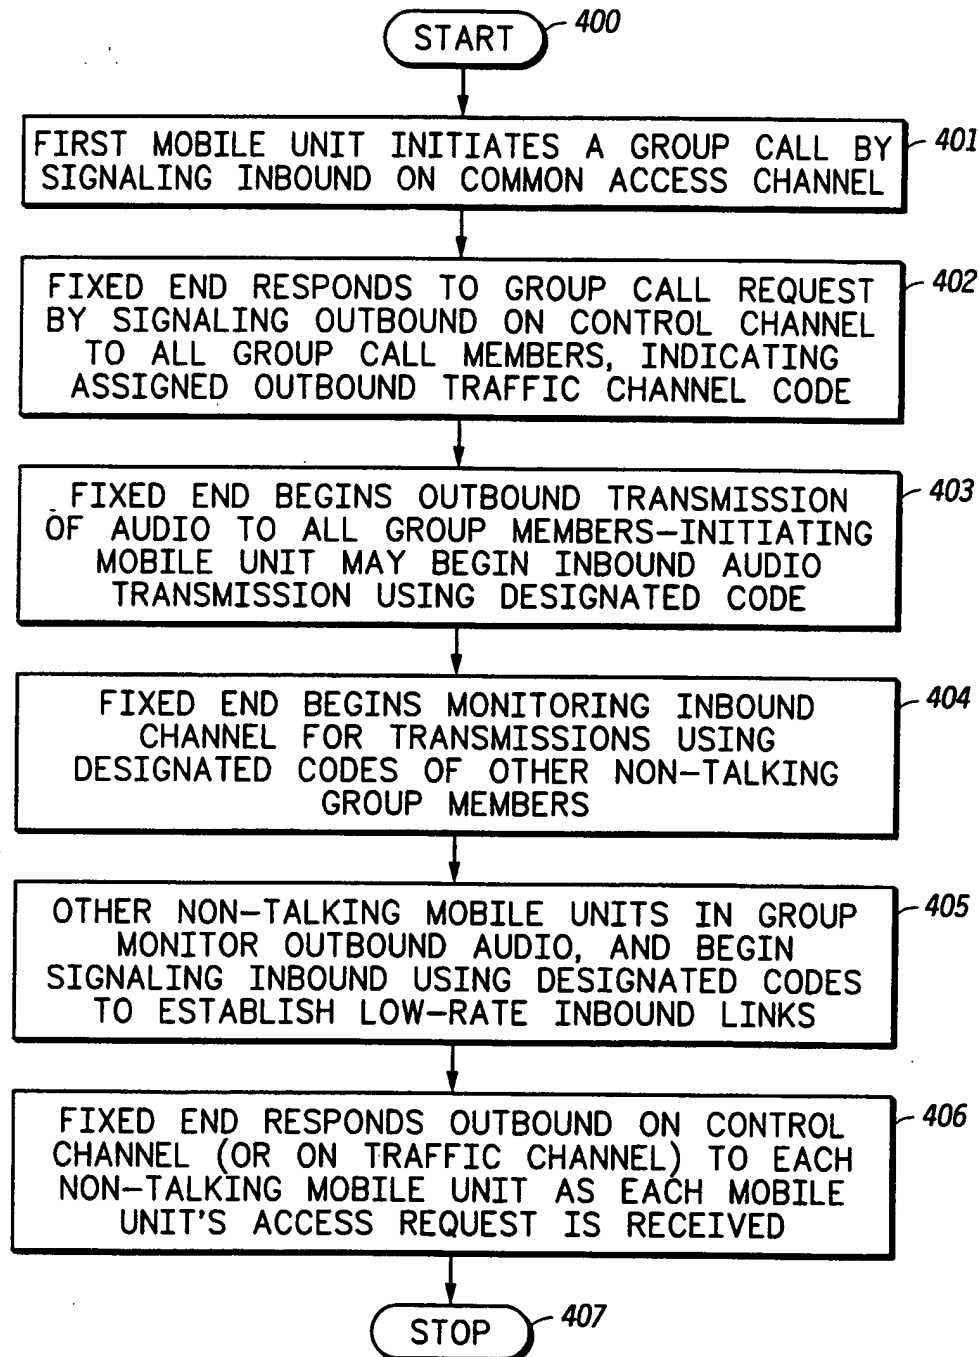 START
400
FIRST MOBILE UNIT INITIATES A GROUP CALL BY
SIGNALING INBOUND ON COMMON ACCESS CHANNEL
401
FIXED END RESPONDS TO GROUP CALL REQUEST
BY SIGNALING OUTBOUND ON CONTROL CHANNEL
TO ALL GROUP CALL MEMBERS, INDICATING
ASSIGNED OUTBOUND TRAFFIC CHANNEL CODE
402
FIXED END BEGINS OUTBOUND TRANSMISSION
OF AUDIO TO ALL GROUP MEMBERS-INITIATING
MOBILE UNIT MAY BEGIN INBOUND AUDIO
TRANSMISSION USING DESIGNATED CODE
403
FIXED END BEGINS MONITORING INBOUND
CHANNEL FOR TRANSMISSIONS USING
DESIGNATED CODES OF OTHER NON-TALKING
GROUP MEMBERS
404
OTHER NON-TALKING MOBILE UNITS IN GROUP
MONITOR OUTBOUND AUDIO, AND BEGIN
SIGNALING INBOUND USING DESIGNATED CODES
TO ESTABLISH LOW-RATE INBOUND LINKS
405
FIXED END RESPONDS OUTBOUND ON CONTROL
CHANNEL (OR ON TRAFFIC CHANNEL) TO EACH
NON-TALKING MOBILE UNIT AS EACH MOBILE
UNIT'S ACCESS REQUEST IS RECEIVED
406
STOP
407